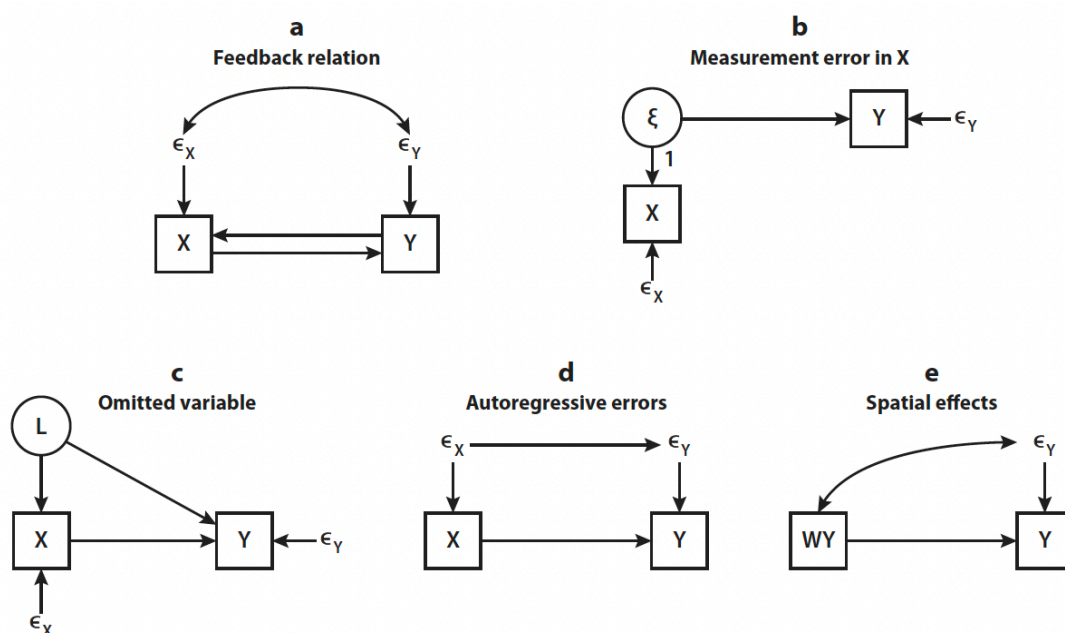 a
Feedback relation
ϵX
ϵY
X
Y
b
Measurement error in X
ξ
Y
ϵY
1
X
ϵX
c
Omitted variable
L
X
Y
ϵY
ϵX
d
Autoregressive errors
ϵX
ϵY
X
Y
e
Spatial effects
ϵY
WY
Y